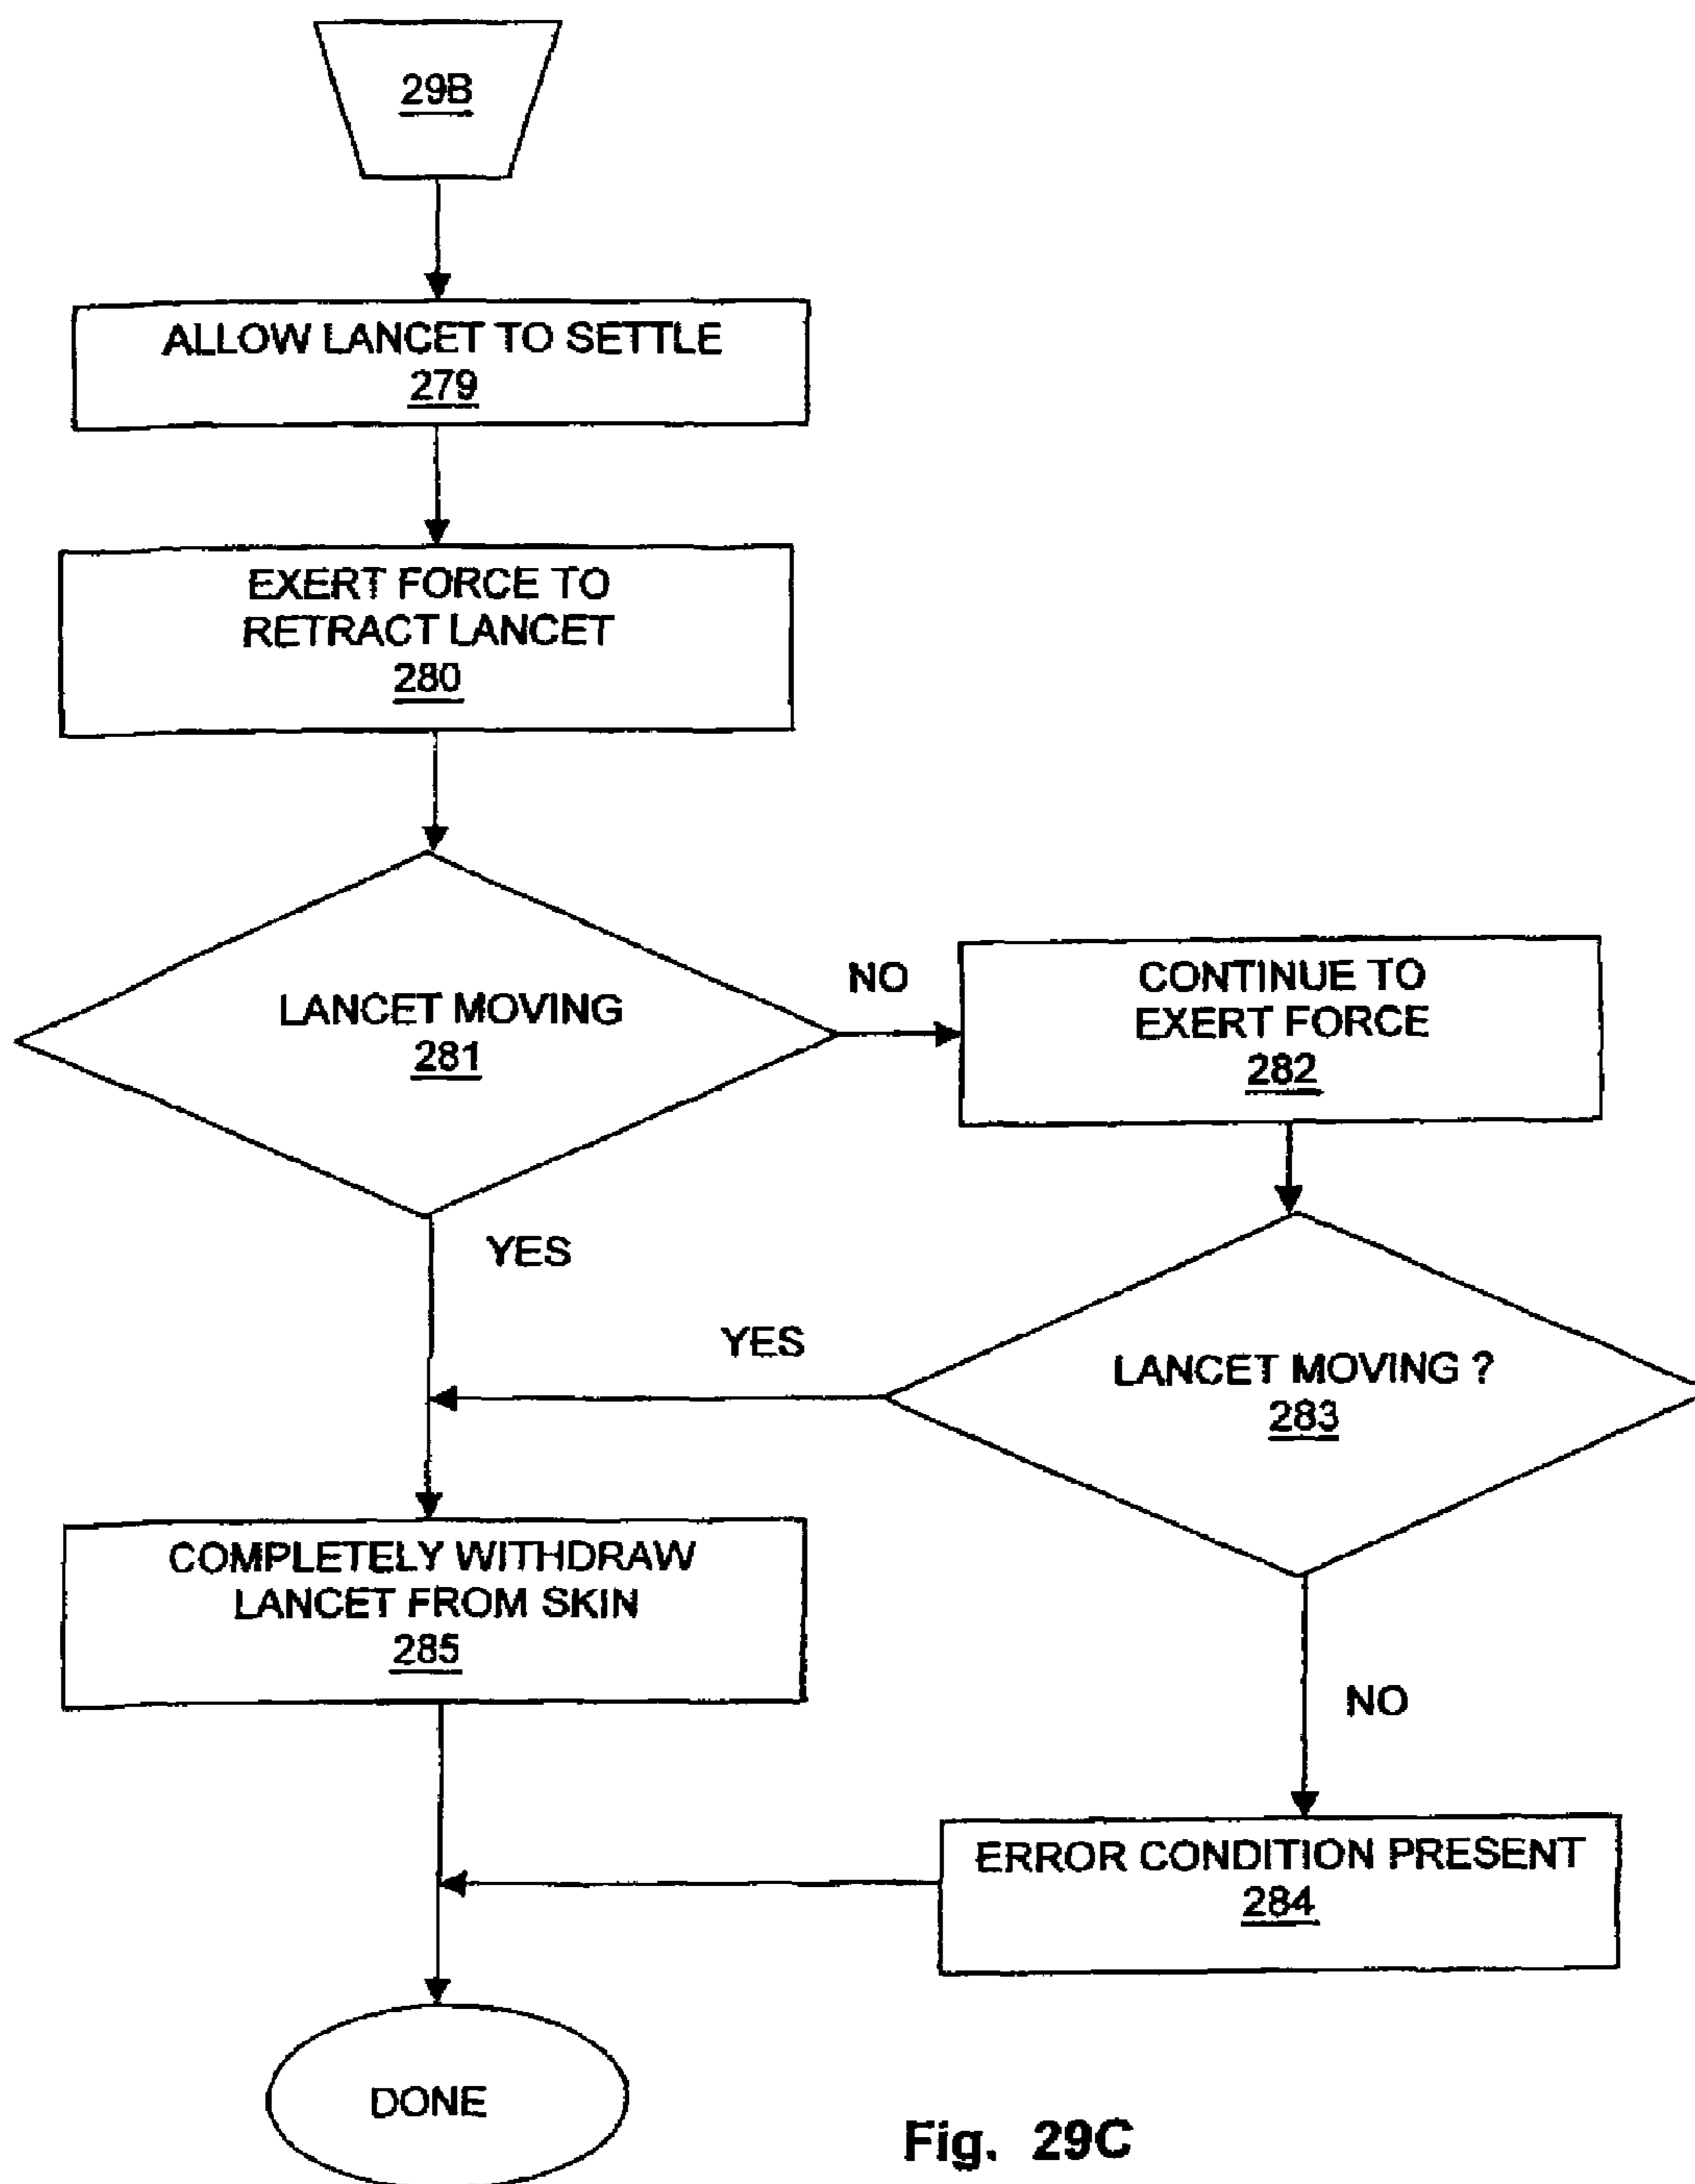 29B
ALLOW LANCET TO SETTLE
279
EXERT FORCE TO
RETRACT LANCET
280
LANCET MOVING
281
NO
CONTINUE TO
EXERT FORCE
282
YES
YES
LANCET MOVING ?
283
COMPLETELY WITHDRAW
LANCET FROM SKIN
285
NO
ERROR CONDITION PRESENT
284
DONE
Fig. 29C